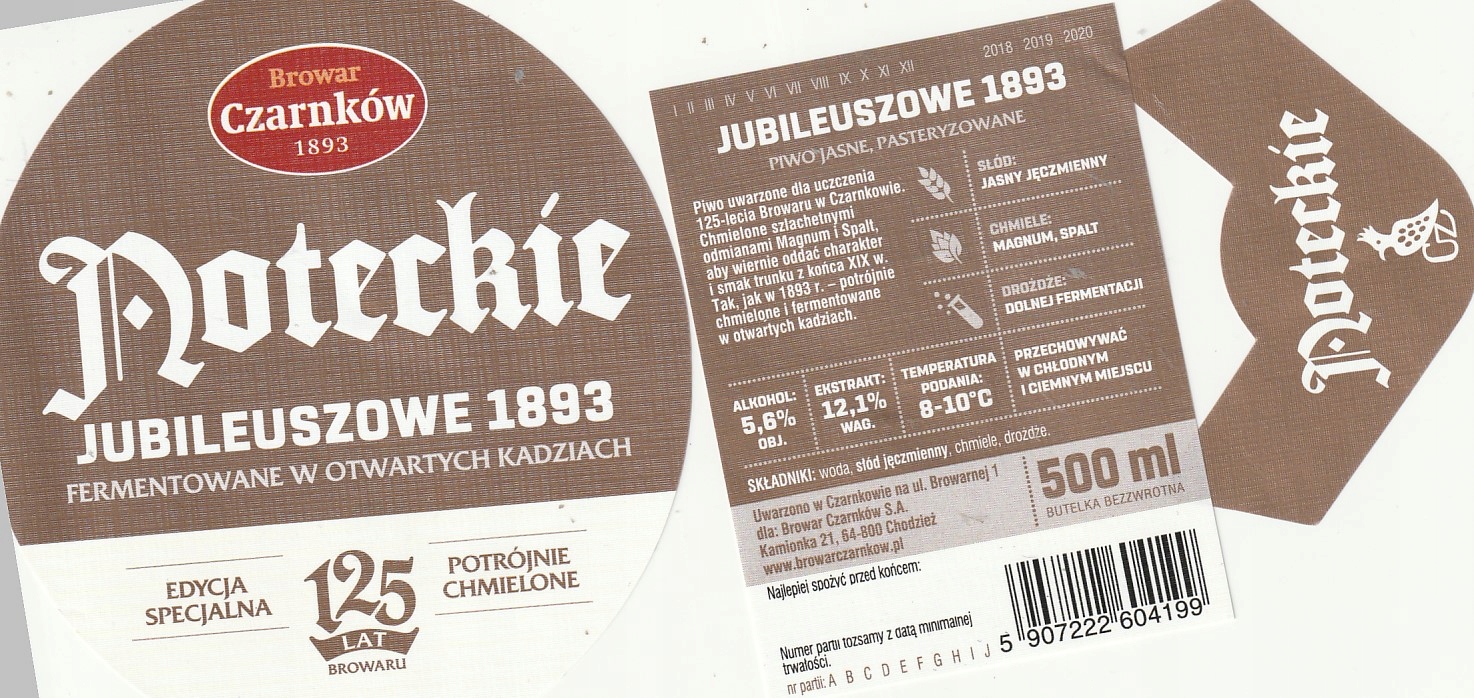 Browar
Czarnków
1893
Noteckie
JUBILEUSZOWE 1893
FERMENTOWANE W OTWARTYCH KADZIACH
EDYCJA
SPECJALNA
125
LAT
BROWARU
POTRÓJNIE
CHMIELONE
2018 2019 2020
I II III IV V VI VII VIII IX X XI XII
JUBILEUSZOWE 1893
PIWO JASNE, PASTERYZOWANE
Piwo uwarzone dla uczczenia
125-lecia Browaru w Czarnkowie.
Chmielone szlachetnymi
odmianami Magnum i Spalt,
aby wiernie oddać charakter
i smak trunku z końca XIX w.
Tak, jak w 1893 r. – potrójnie
chmielone i fermentowane
w otwartych kadziach.
SŁÓD:
JASNY JĘCZMIENNY
CHMIELE:
MAGNUM, SPALT
DROŻDŻE:
DOLNEJ FERMENTACJI
ALKOHOL:
5,6%
OBJ.
EKSTRAKT:
12,1%
WAG.
TEMPERATURA
PODANIA:
8-10°C
PRZECHOWYWAĆ
W CHŁODNYM
I CIEMNYM MIEJSCU
SKŁADNIKI: woda, słód jęczmienny, chmiele, drożdże.
Uwarzono w Czarnkowie na ul. Browarnej 1
dla: Browar Czarnków S.A.
Kamionka 21, 64-800 Chodzież
www.browarczarnkow.pl
500 ml
BUTELKA BEZZWROTNA
Najlepiej spożyć przed końcem:
Numer partii tożsamy z datą minimalnej
trwałości.
nr partii: A B C D E F G H I J
5 907222 604199
Noteckie
CZ